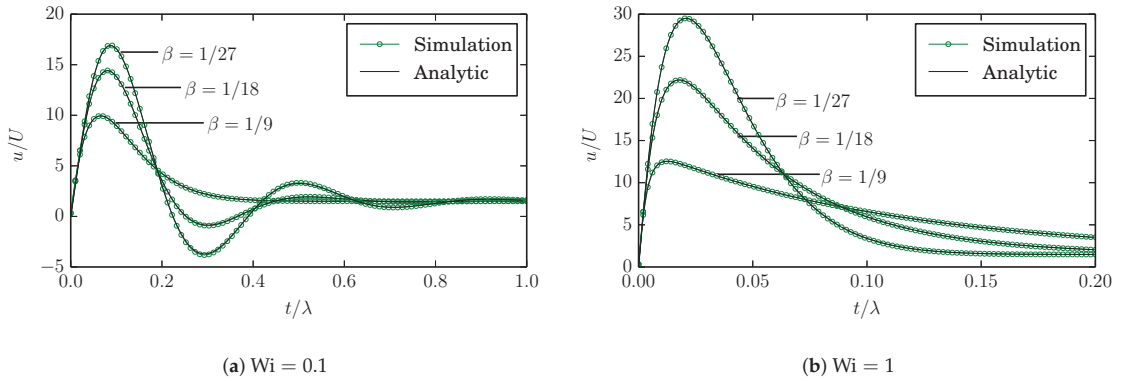 20
15
10
5
0
−5
u/U
0.0 0.2 0.4 0.6 0.8 1.0
t/λ
β = 1/27
β = 1/18
β = 1/9
Simulation
Analytic
(a) Wi = 0.1
30
25
20
15
10
5
0
u/U
0.00 0.05 0.10 0.15 0.20
t/λ
β = 1/27
β = 1/18
β = 1/9
Simulation
Analytic
(b) Wi = 1